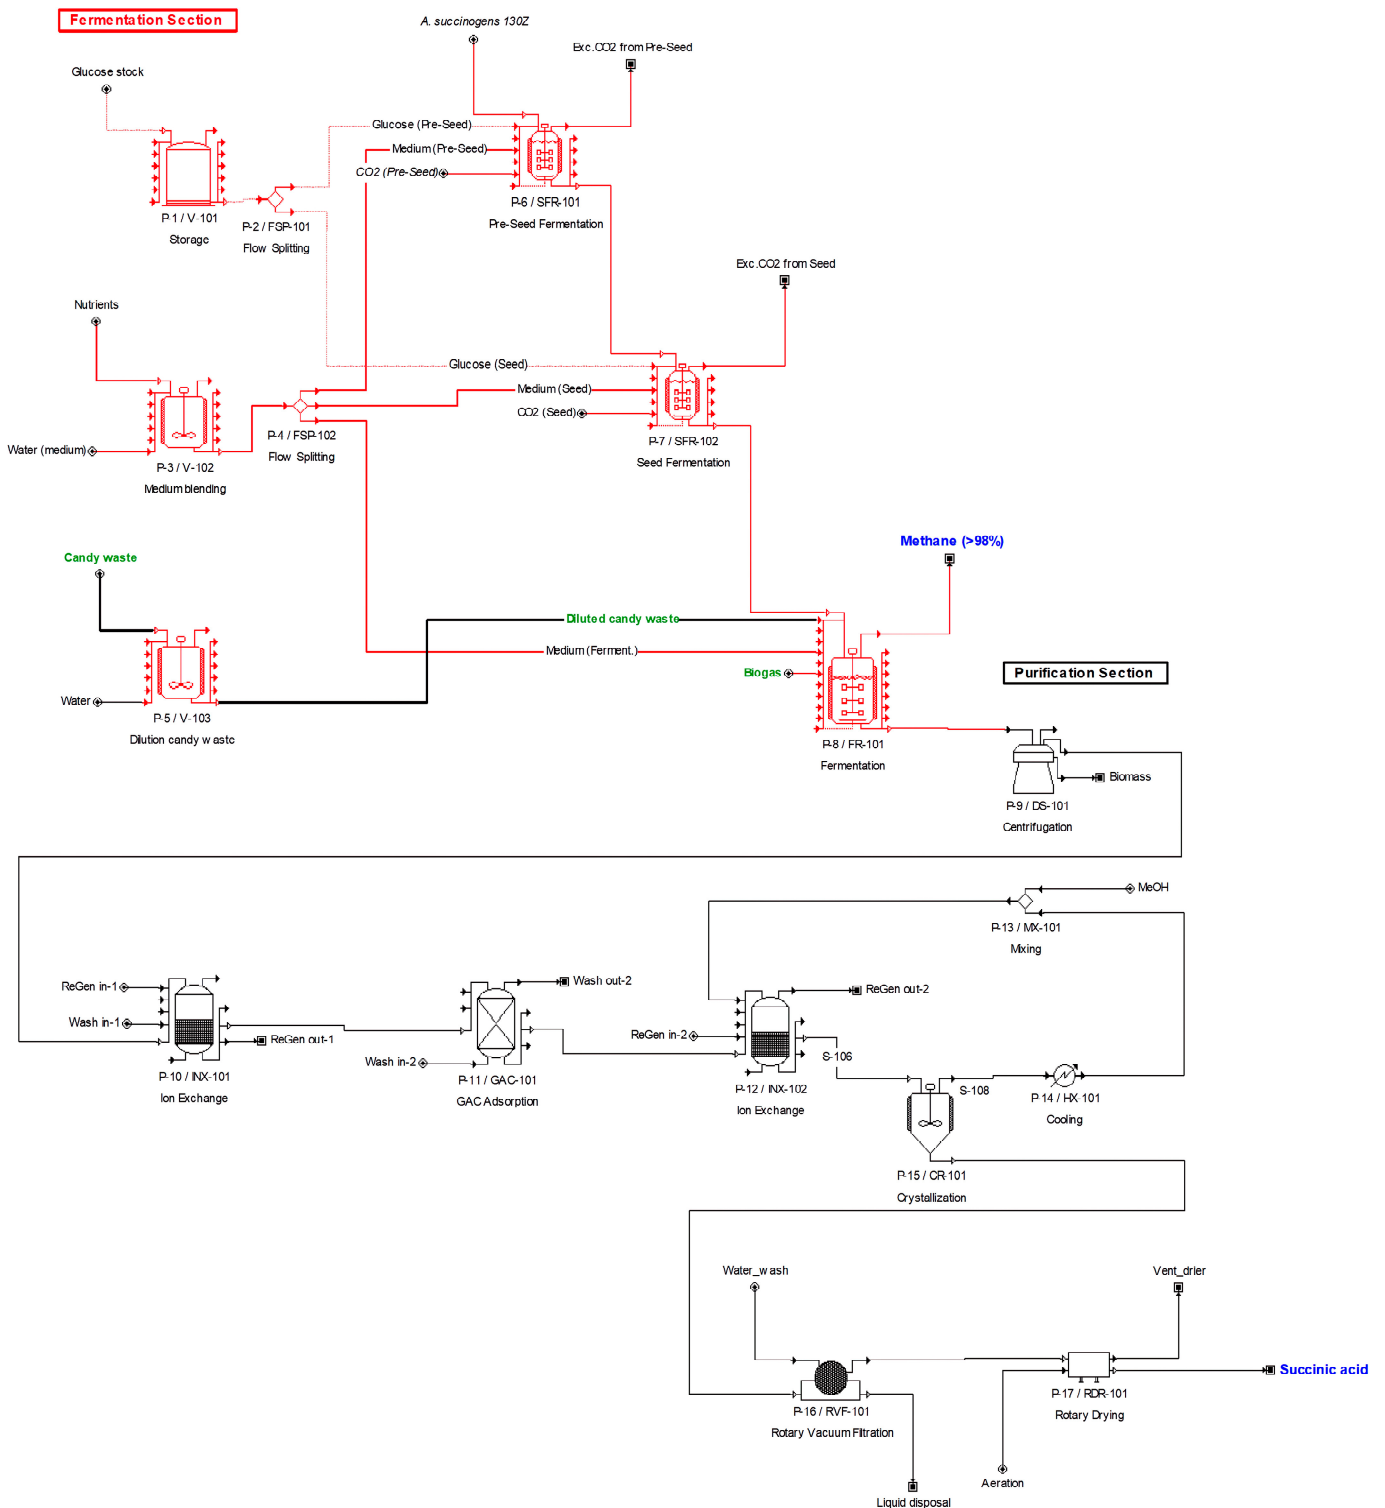 Fermentation Section
A. succinogens 130Z
Exc.CO2 from Pre-Seed
Glucose stock
Glucose (Pre-Seed)
Medium (Pre-Seed)
CO2 (Pre-Seed)
P-6 / SFR-101
Pre-Seed Fermentation
P-1 / V-101
Storage
P-2 / FSP-101
Flow Splitting
Exc.CO2 from Seed
Nutrients
Glucose (Seed)
Medium (Seed)
CO2 (Seed)
P-4 / FSP-102
Flow Splitting
P-7 / SFR-102
Seed Fermentation
Water (medium)
P-3 / V-102
Medium blending
Methane (>98%)
Candy waste
Diluted candy waste
Medium (Ferment.)
Biogas
Purification Section
Water
P-5 / V-103
Dilution candy waste
P-8 / FR-101
Fermentation
Biomass
P-9 / DS-101
Centrifugation
MeOH
P-13 / MX-101
Mixing
ReGen in-1
Wash in-1
ReGen out-1
P-10 / INX-101
Ion Exchange
Wash out-2
Wash in-2
P-11 / GAC-101
GAC Adsorption
ReGen out-2
ReGen in-2
S-106
P-12 / INX-102
Ion Exchange
S-108
P-14 / HX-101
Cooling
P-15 / CR-101
Crystallization
Water_wash
Vent_drier
Succinic acid
P-16 / RVF-101
Rotary Vacuum Filtration
P-17 / RDR-101
Rotary Drying
Aeration
Liquid disposal